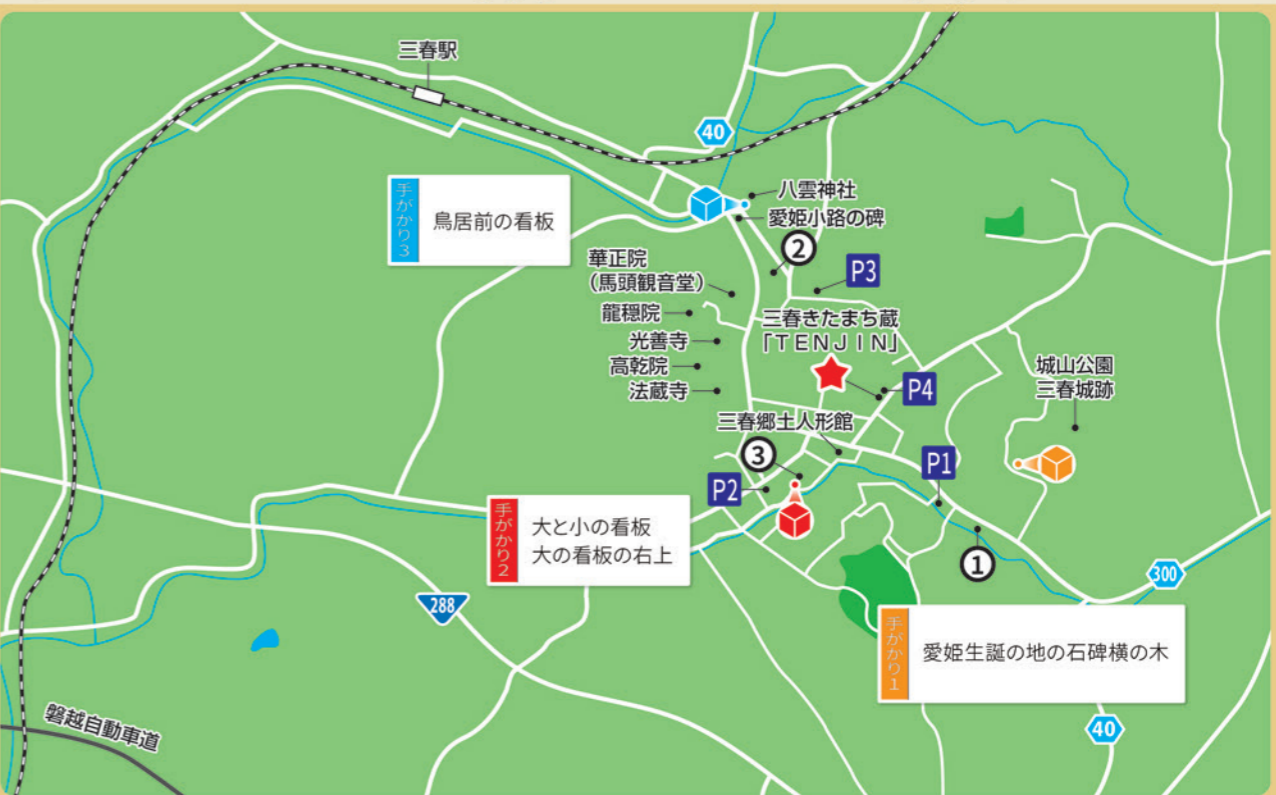 三春駅
40
八雲神社
愛姫小路の碑
手がかり3
鳥居前の看板
②
華正院
(馬頭観音堂)
P3
龍穏院
三春きたまち蔵
「TENJIN」
光善寺
高乾院
法蔵寺
P4
城山公園
三春城跡
三春郷土人形館
③
P1
P2
手がかり2
大と小の看板
大の看板の右上
①
300
288
手がかり1
愛姫生誕の地の石碑横の木
磐越自動車道
40